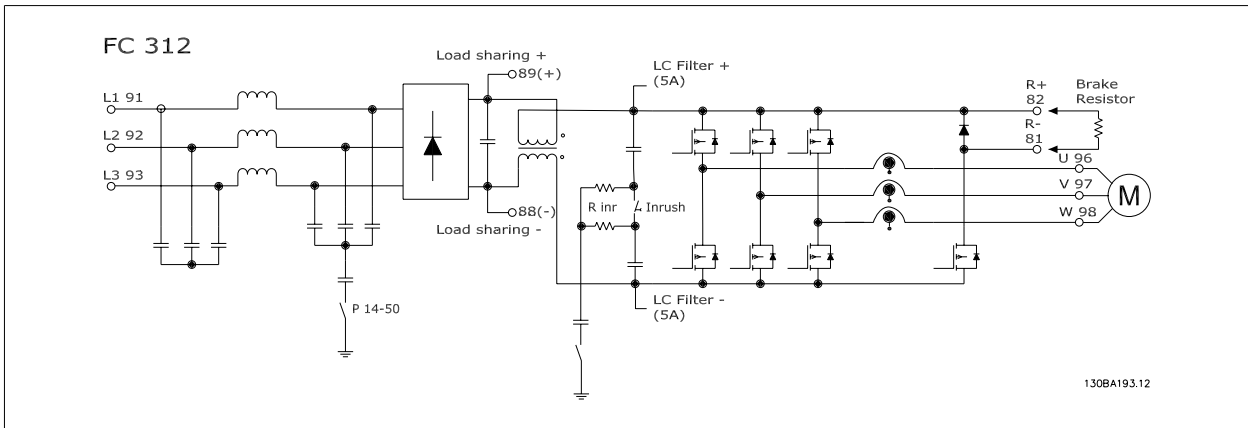 FC 312
Load sharing +
89(+)
LC Filter +
(5A)
R+
82
Brake
Resistor
R-
81
L1 91
L2 92
L3 93
U 96
V 97
W 98
M
R inr
Inrush
88(-)
Load sharing -
P 14-50
LC Filter -
(5A)
130BA193.12